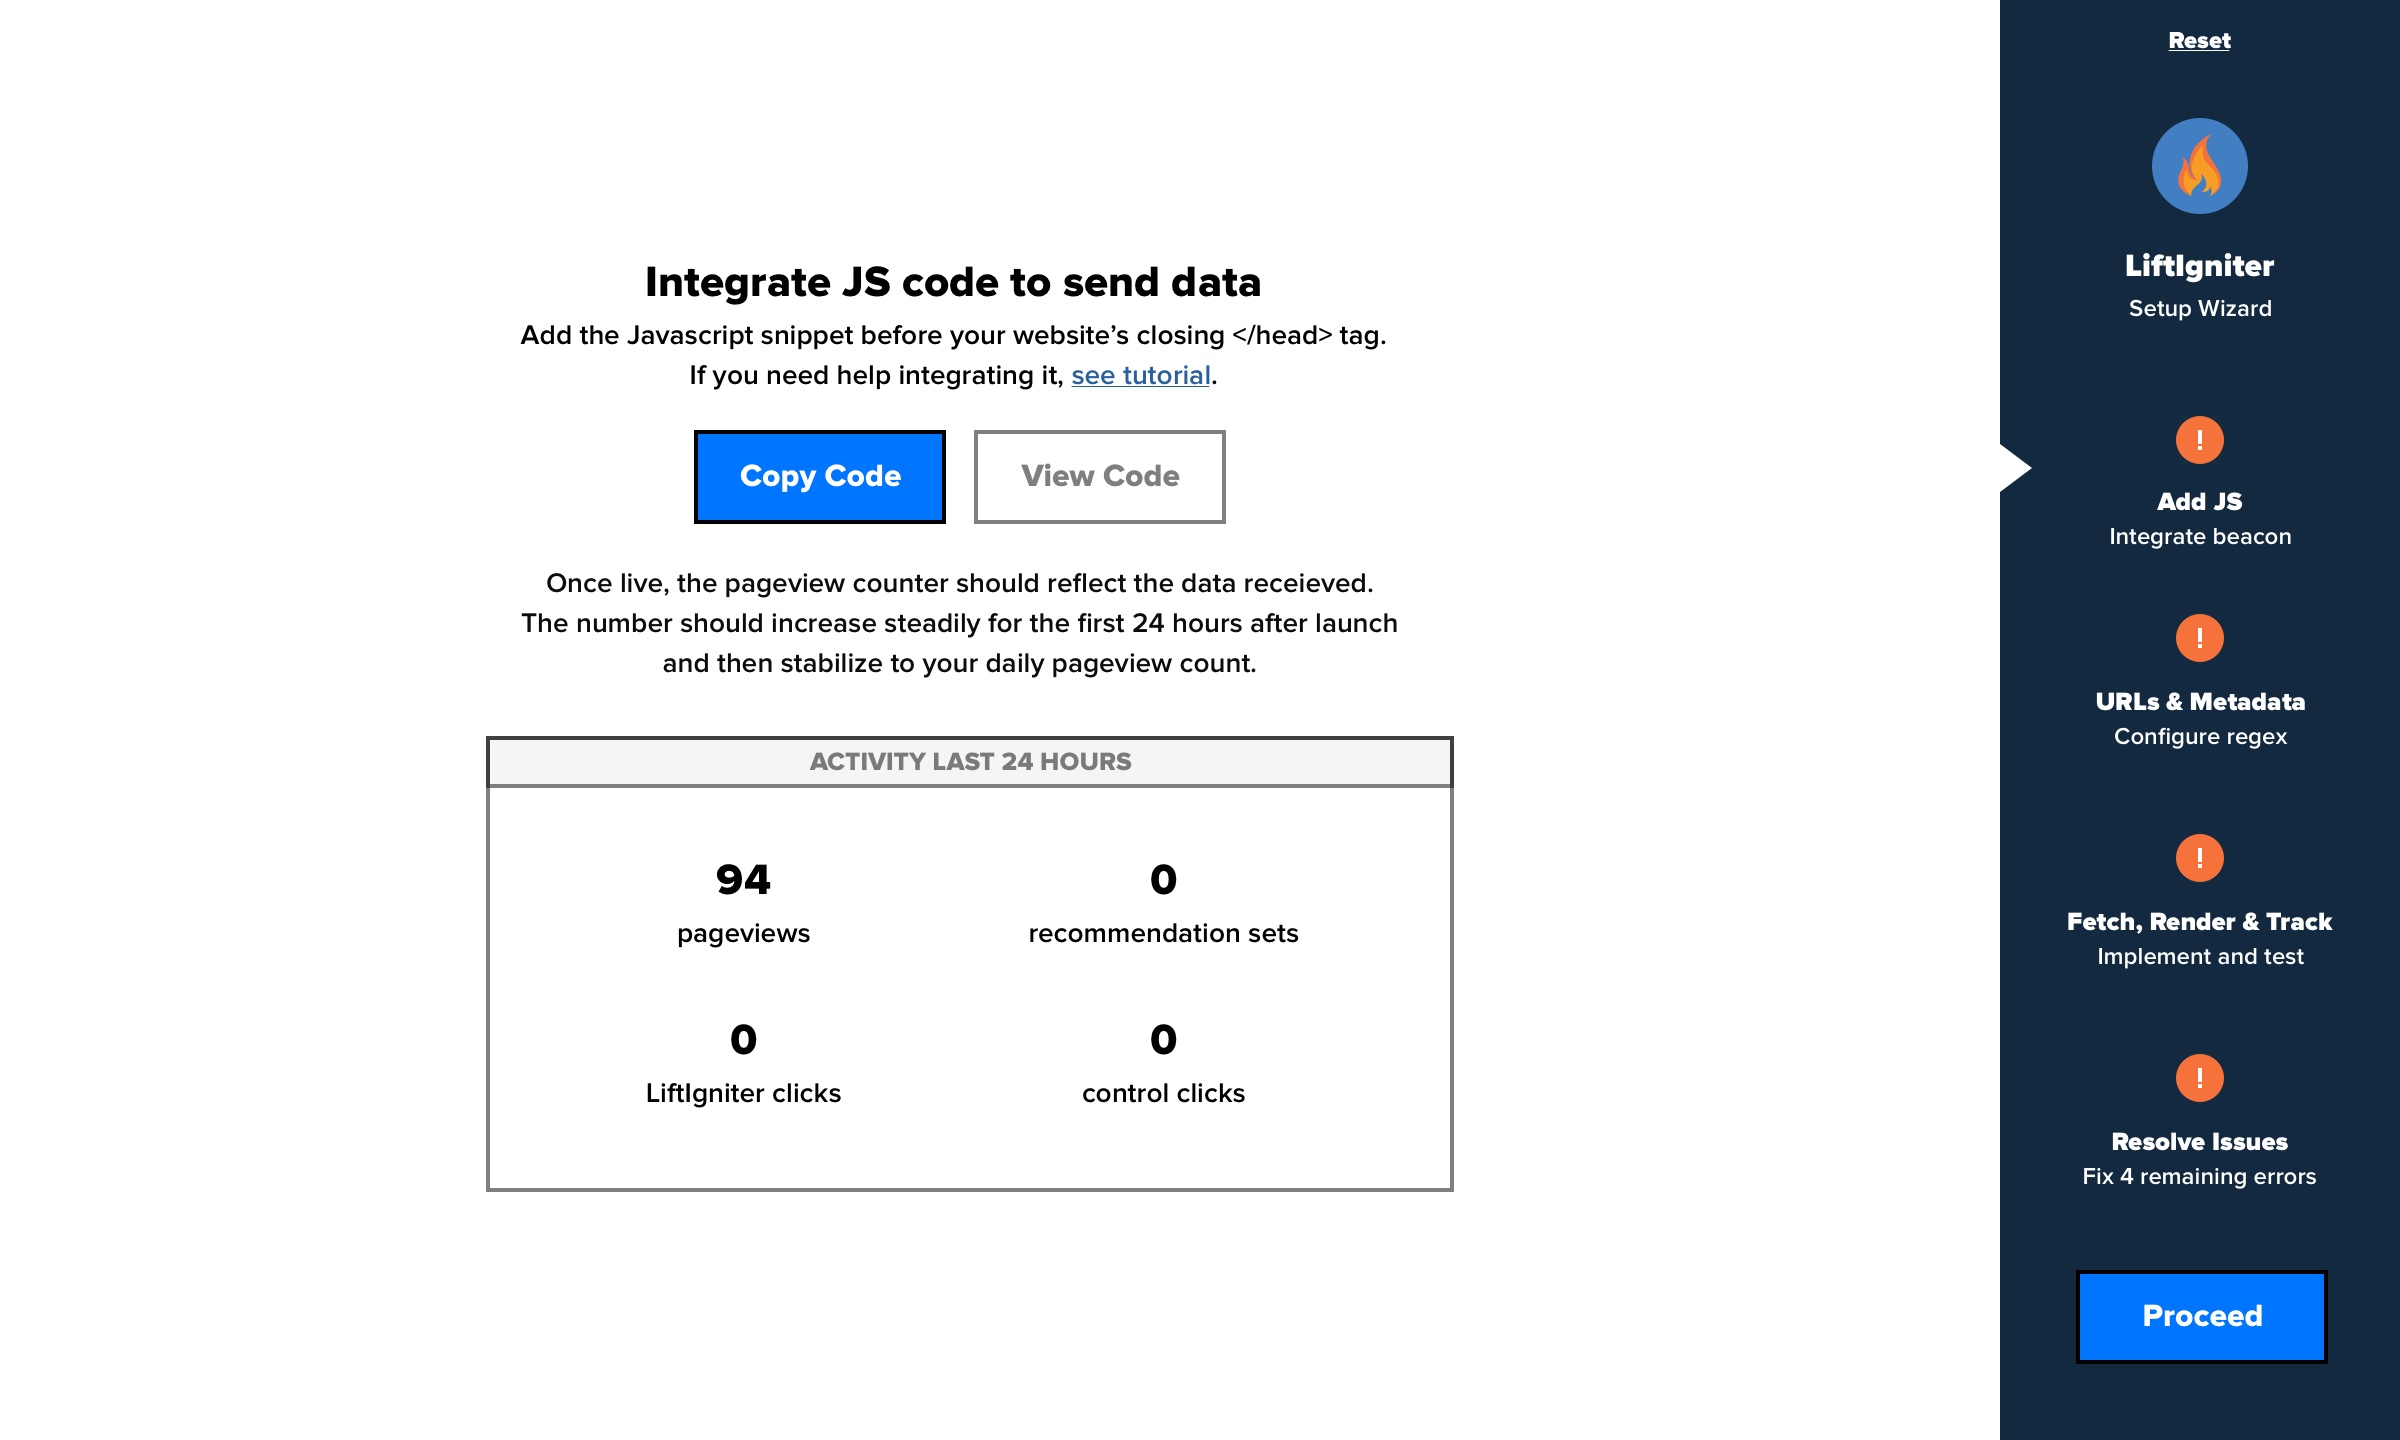 Integrate JS code to send data
Add the Javascript snippet before your website’s closing </head> tag.
If you need help integrating it, see tutorial.
Copy Code
View Code
Once live, the pageview counter should reflect the data receieved.
The number should increase steadily for the first 24 hours after launch
and then stabilize to your daily pageview count.
ACTIVITY LAST 24 HOURS
94
pageviews
0
recommendation sets
0
LiftIgniter clicks
0
control clicks
Reset
LiftIgniter
Setup Wizard
!
Add JS
Integrate beacon
!
URLs & Metadata
Configure regex
!
Fetch, Render & Track
Implement and test
!
Resolve Issues
Fix 4 remaining errors
Proceed